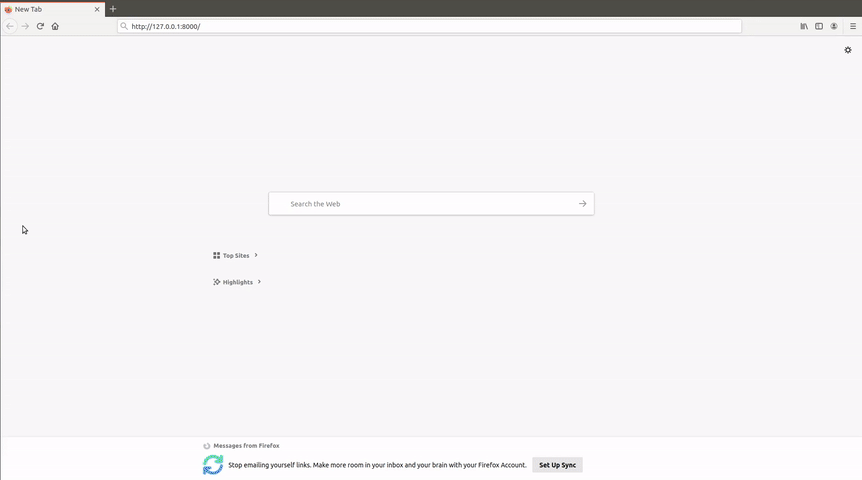 New Tab
http://127.0.0.1:8000/
Search the Web
Top Sites
Highlights
Messages from Firefox
Stop emailing yourself links. Make more room in your inbox and your brain with your Firefox Account.
Set Up Sync